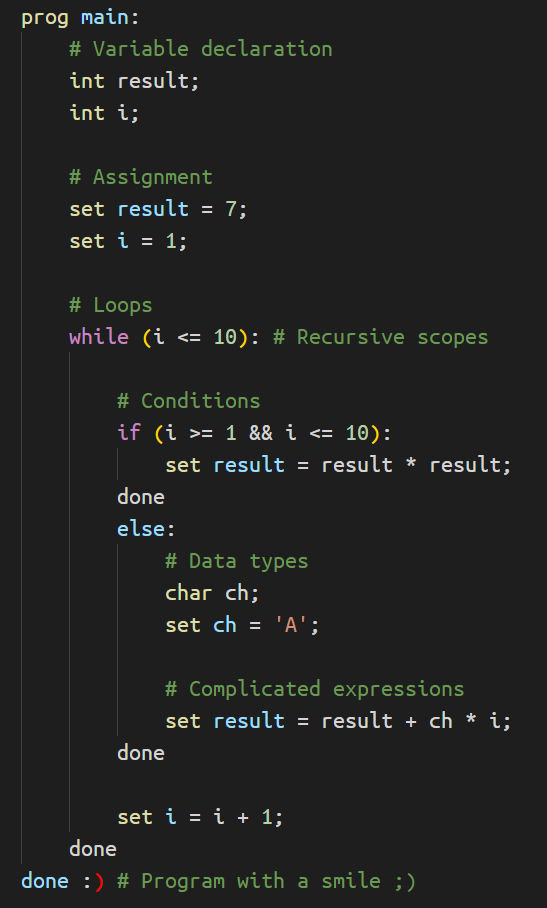 prog main:
    # Variable declaration
    int result;
    int i;

    # Assignment
    set result = 7;
    set i = 1;

    # Loops
    while (i <= 10): # Recursive scopes

        # Conditions
        if (i >= 1 && i <= 10):
            set result = result * result;
        done
        else:
            # Data types
            char ch;
            set ch = 'A';

            # Complicated expressions
            set result = result + ch * i;
        done

        set i = i + 1;
    done
done :) # Program with a smile ;)